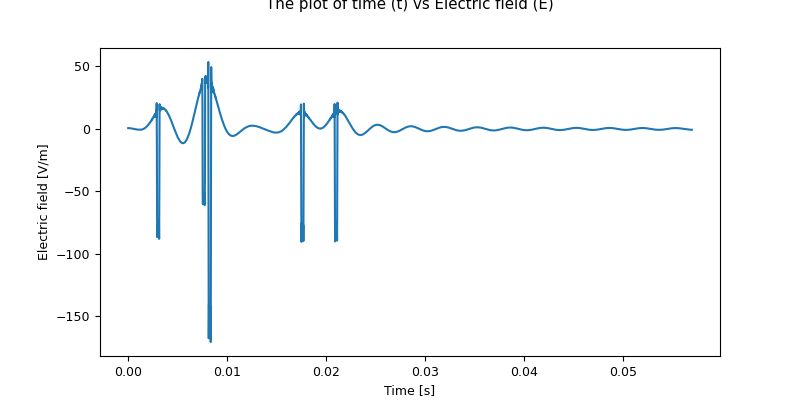 The plot of time (t) vs Electric field (E)
50
0
−50
−100
−150
Electric field [V/m]
0.00 0.01 0.02 0.03 0.04 0.05
Time [s]